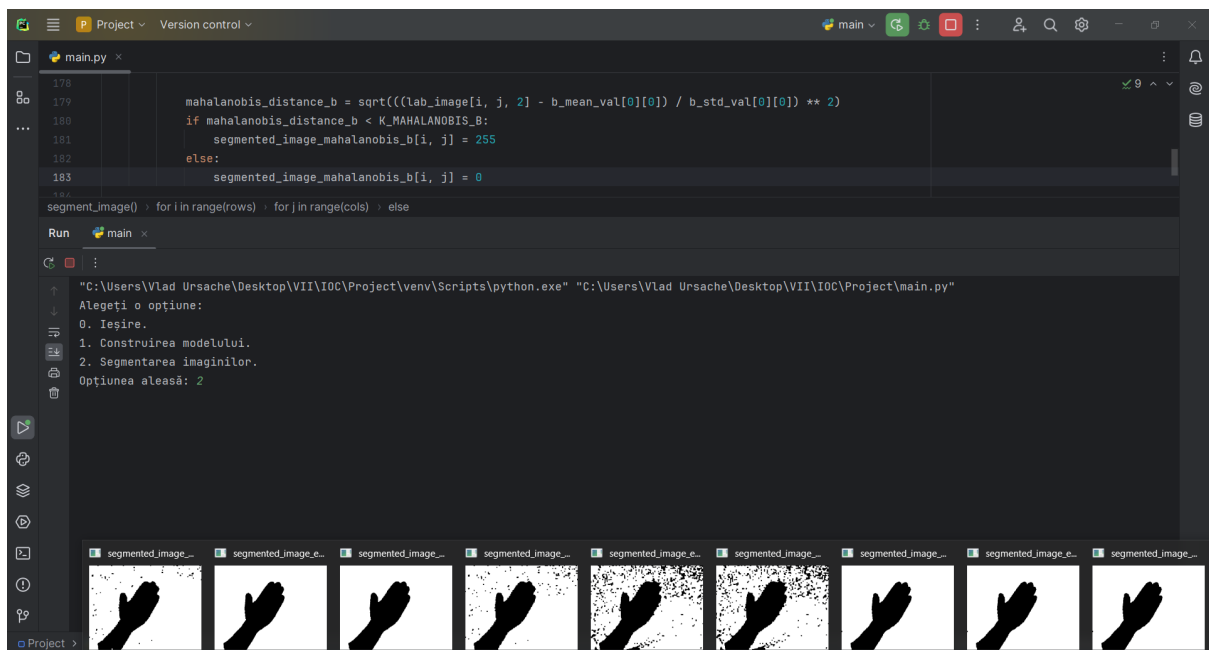 Project Version control main
main.py
178
179 mahalanobis_distance_b = sqrt(((lab_image[i, j, 2] - b_mean_val[0][0]) / b_std_val[0][0]) ** 2)
9
180 if mahalanobis_distance_b < K_MAHALANOBIS_B:
181 segmented_image_mahalanobis_b[i, j] = 255
182 else:
183 segmented_image_mahalanobis_b[i, j] = 0
segment_image() > for i in range(rows) > for j in range(cols) > else
Run main
"C:\Users\Vlad Ursache\Desktop\VII\IOC\Project\venv\Scripts\python.exe" "C:\Users\Vlad Ursache\Desktop\VII\IOC\Project\main.py"
Alegeți o opțiune:
0. Ieșire.
1. Construirea modelului.
2. Segmentarea imaginilor.
Opțiunea aleasă: 2
segmented_image_... segmented_image_e... segmented_image_... segmented_image_... segmented_image_e... segmented_image_... segmented_image_... segmented_image_e... segmented_image_...
Project >